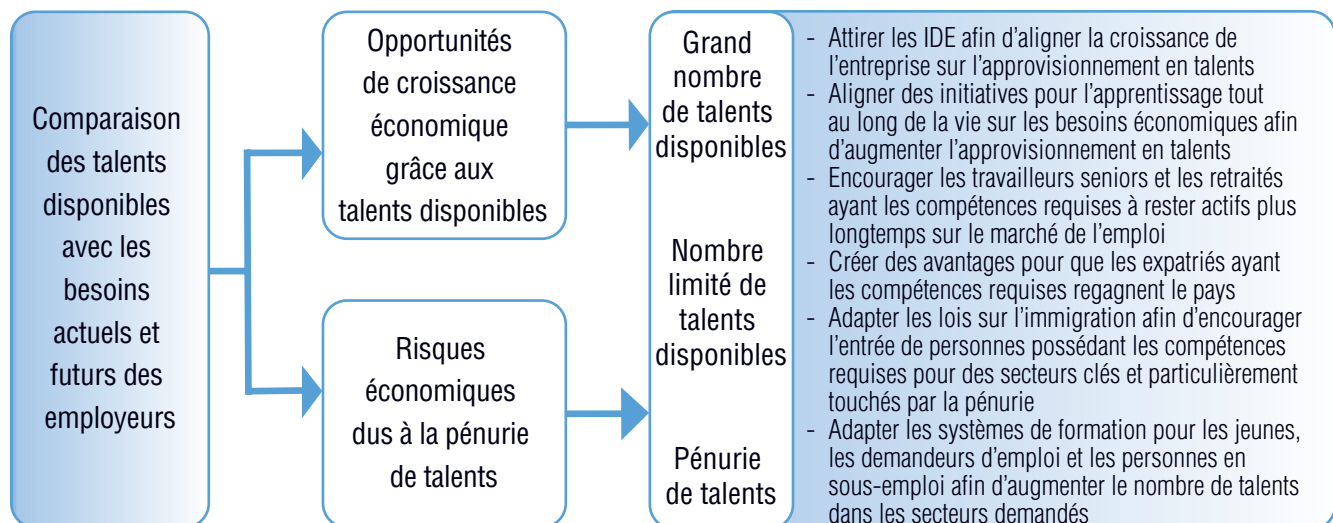 Comparaison
des talents
disponibles
avec les
besoins
actuels et
futurs des
employeurs
Opportunités
de croissance
économique
grâce aux
talents disponibles
Risques
économiques
dus à la pénurie
de talents
Grand
nombre
de talents
disponibles
Nombre
limité de
talents
disponibles
Pénurie
de talents
- Attirer les IDE afin d’aligner la croissance de
l’entreprise sur l’approvisionnement en talents
- Aligner des initiatives pour l’apprentissage tout
au long de la vie sur les besoins économiques afin
d’augmenter l’approvisionnement en talents
- Encourager les travailleurs seniors et les retraités
ayant les compétences requises à rester actifs plus
longtemps sur le marché de l’emploi
- Créer des avantages pour que les expatriés ayant
les compétences requises regagnent le pays
- Adapter les lois sur l’immigration afin d’encourager
l’entrée de personnes possédant les compétences
requises pour des secteurs clés et particulièrement
touchés par la pénurie
- Adapter les systèmes de formation pour les jeunes,
les demandeurs d’emploi et les personnes en
sous-emploi afin d’augmenter le nombre de talents
dans les secteurs demandés